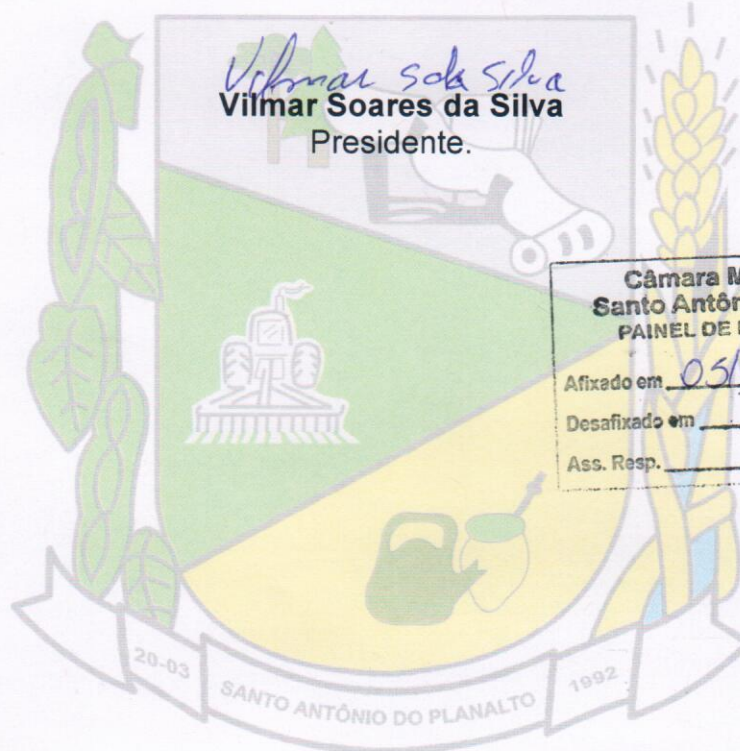 Vilmar S da Silva
Vilmar Soares da Silva
Presidente.
Câmara M
Santo Antôn
PAINEL DE
Afixado em 05/
Desafixado em
Ass. Resp.
20-03 SANTO ANTÔNIO DO PLANALTO 1992